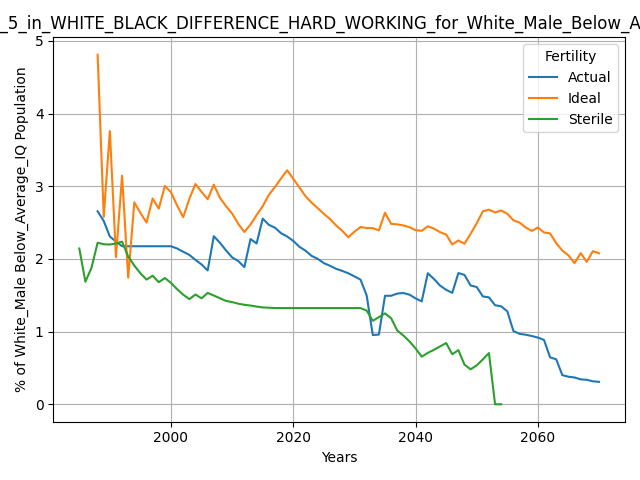 _5_in_WHITE_BLACK_DIFFERENCE_HARD_WORKING_for_White_Male_Below_A
5
4
3
2
1
0
% of White_Male Below_Average_IQ Population
Fertility
Actual
Ideal
Sterile
2000
2020
2040
2060
Years